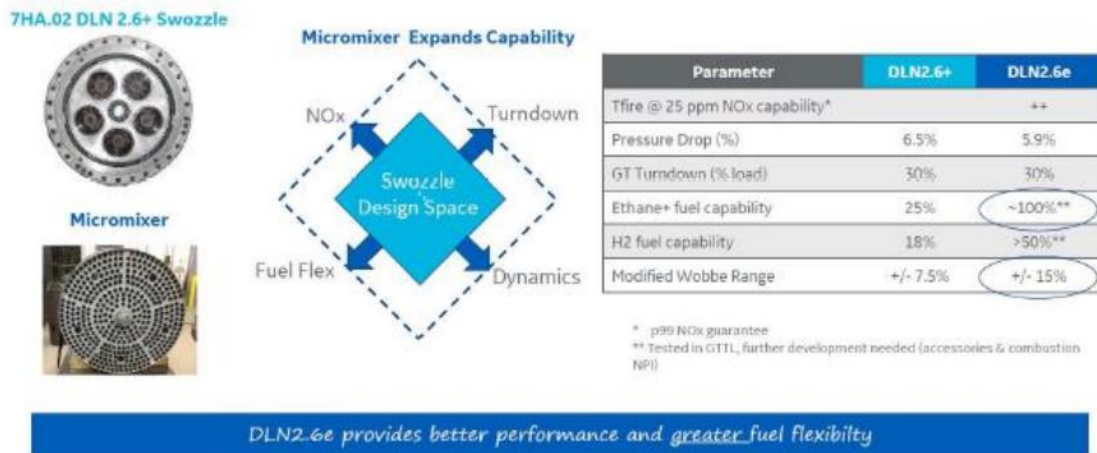 7HA.02 DLN 2.6+ Swozzle
Micromixer
Micromixer Expands Capability
NOx
Turndown
Swozzle
Design Space
Fuel Flex
Dynamics
Parameter DLN2.6+ DLN2.6e
Tfire @ 25 ppm NOx capability* ++
Pressure Drop (%) 6.5% 5.9%
GT Turndown (% load) 30% 30%
Ethane+ fuel capability 25% ~100%**
H2 fuel capability 18% >50%**
Modified Wobbe Range +/- 7.5% +/- 15%
* p99 NOx guarantee
** Tested in GTTL, further development needed (accessories & combustion
NPI)
DLN2.6e provides better performance and greater fuel flexibilty